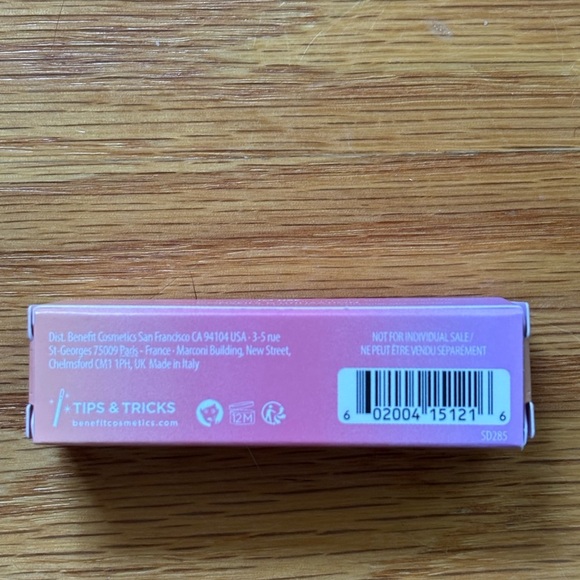 Dist. Benefit Cosmetics San Francisco CA 94104 USA · 3-5 rue
St-Georges 75009 Paris - France - Marconi Building, New Street,
Chelmsford CM1 1PH, UK Made in Italy
TIPS & TRICKS
benefitcosmetics.com
12M
NOT FOR INDIVIDUAL SALE /
NE PEUT ÊTRE VENDU SÉPARÉMENT
6 02004 15121 6
SD285